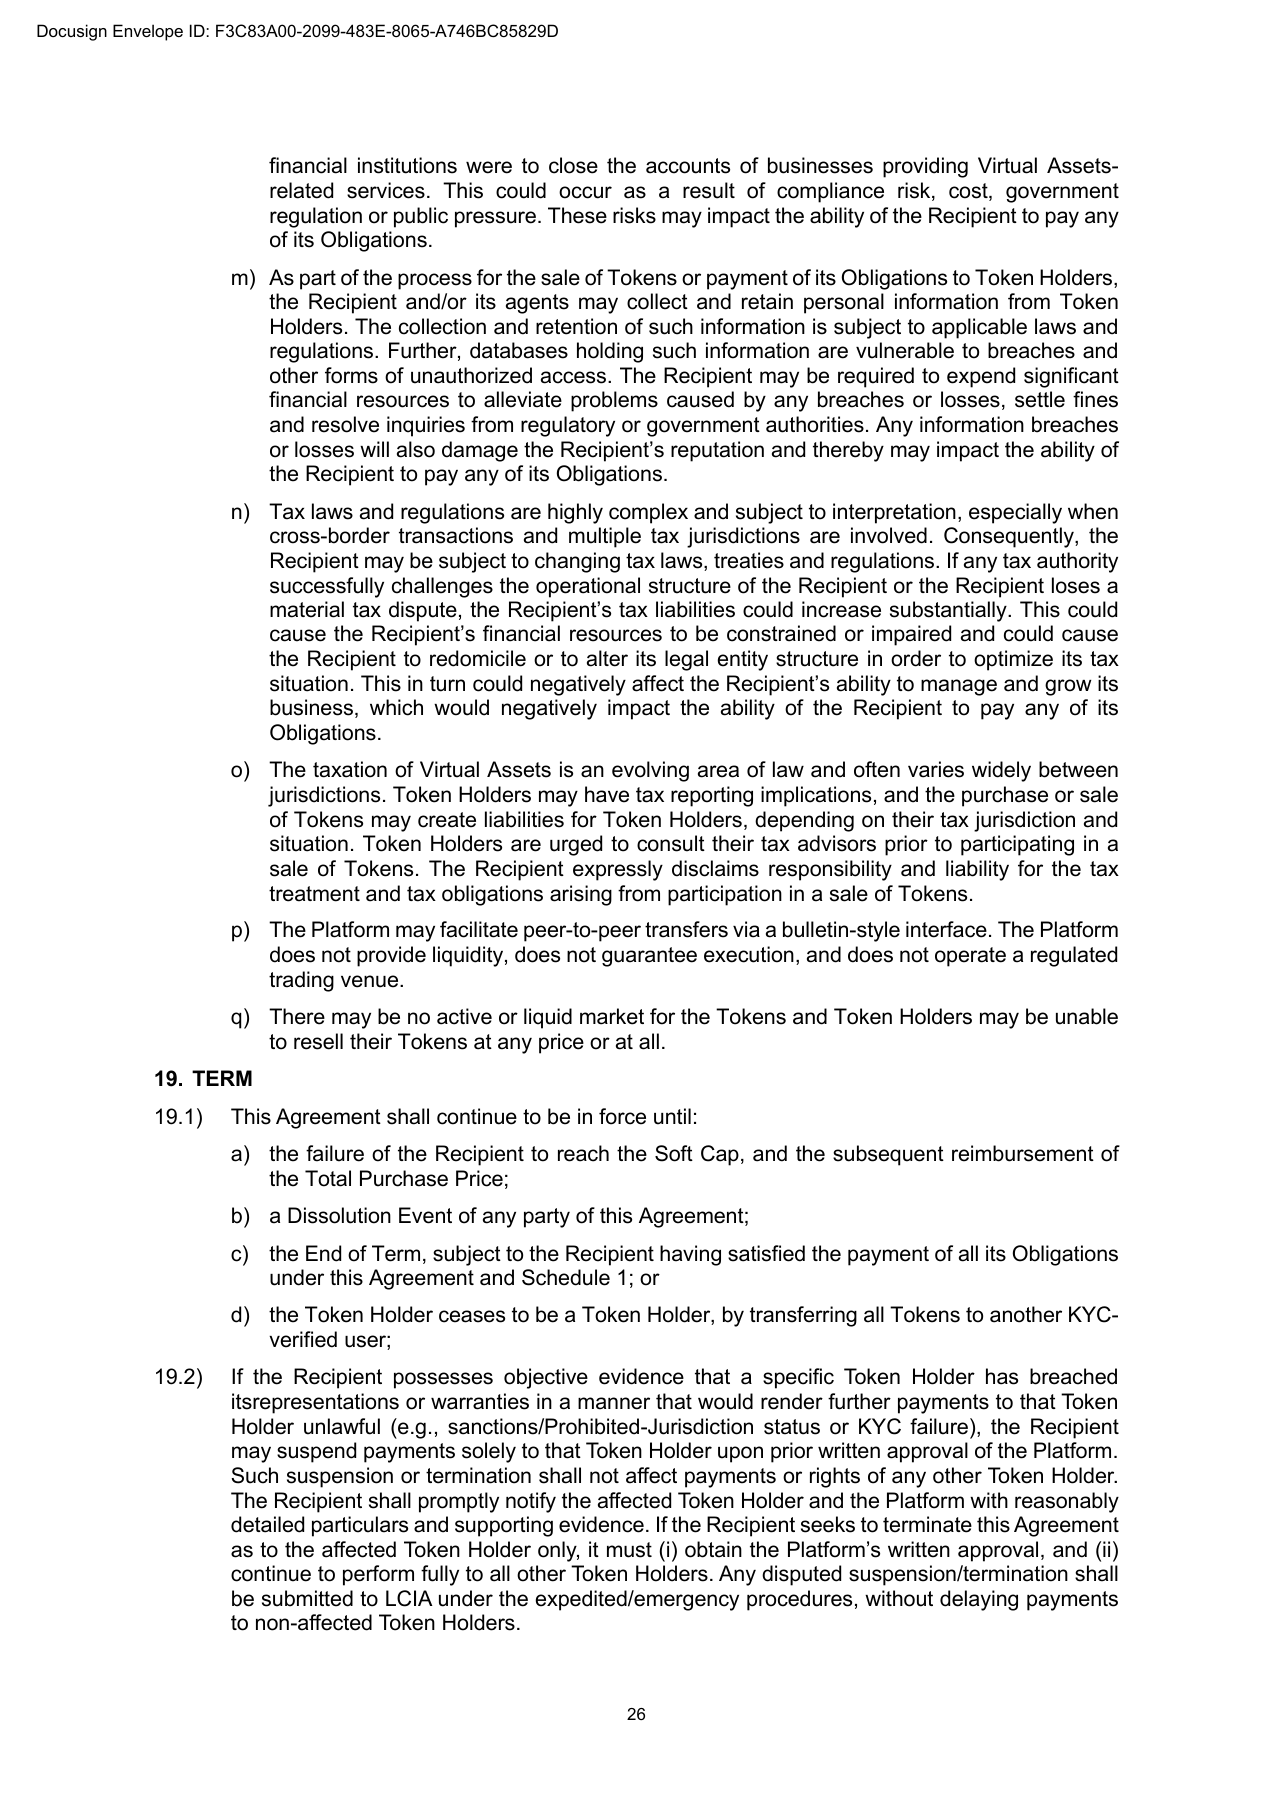 Docusign Envelope ID: F3C83A00-2099-483E-8065-A746BC85829D
financial institutions were to close the accounts of businesses providing Virtual Assets-
related services. This could occur as a result of compliance risk, cost, government
regulation or public pressure. These risks may impact the ability of the Recipient to pay any
of its Obligations.
m) As part of the process for the sale of Tokens or payment of its Obligations to Token Holders,
the Recipient and/or its agents may collect and retain personal information from Token
Holders. The collection and retention of such information is subject to applicable laws and
regulations. Further, databases holding such information are vulnerable to breaches and
other forms of unauthorized access. The Recipient may be required to expend significant
financial resources to alleviate problems caused by any breaches or losses, settle fines
and resolve inquiries from regulatory or government authorities. Any information breaches
or losses will also damage the Recipient’s reputation and thereby may impact the ability of
the Recipient to pay any of its Obligations.
n) Tax laws and regulations are highly complex and subject to interpretation, especially when
cross-border transactions and multiple tax jurisdictions are involved. Consequently, the
Recipient may be subject to changing tax laws, treaties and regulations. If any tax authority
successfully challenges the operational structure of the Recipient or the Recipient loses a
material tax dispute, the Recipient’s tax liabilities could increase substantially. This could
cause the Recipient’s financial resources to be constrained or impaired and could cause
the Recipient to redomicile or to alter its legal entity structure in order to optimize its tax
situation. This in turn could negatively affect the Recipient’s ability to manage and grow its
business, which would negatively impact the ability of the Recipient to pay any of its
Obligations.
o) The taxation of Virtual Assets is an evolving area of law and often varies widely between
jurisdictions. Token Holders may have tax reporting implications, and the purchase or sale
of Tokens may create liabilities for Token Holders, depending on their tax jurisdiction and
situation. Token Holders are urged to consult their tax advisors prior to participating in a
sale of Tokens. The Recipient expressly disclaims responsibility and liability for the tax
treatment and tax obligations arising from participation in a sale of Tokens.
p) The Platform may facilitate peer-to-peer transfers via a bulletin-style interface. The Platform
does not provide liquidity, does not guarantee execution, and does not operate a regulated
trading venue.
q) There may be no active or liquid market for the Tokens and Token Holders may be unable
to resell their Tokens at any price or at all.
19. TERM
19.1) This Agreement shall continue to be in force until:
a) the failure of the Recipient to reach the Soft Cap, and the subsequent reimbursement of
the Total Purchase Price;
b) a Dissolution Event of any party of this Agreement;
c) the End of Term, subject to the Recipient having satisfied the payment of all its Obligations
under this Agreement and Schedule 1; or
d) the Token Holder ceases to be a Token Holder, by transferring all Tokens to another KYC-
verified user;
19.2) If the Recipient possesses objective evidence that a specific Token Holder has breached
itsrepresentations or warranties in a manner that would render further payments to that Token
Holder unlawful (e.g., sanctions/Prohibited-Jurisdiction status or KYC failure), the Recipient
may suspend payments solely to that Token Holder upon prior written approval of the Platform.
Such suspension or termination shall not affect payments or rights of any other Token Holder.
The Recipient shall promptly notify the affected Token Holder and the Platform with reasonably
detailed particulars and supporting evidence. If the Recipient seeks to terminate this Agreement
as to the affected Token Holder only, it must (i) obtain the Platform’s written approval, and (ii)
continue to perform fully to all other Token Holders. Any disputed suspension/termination shall
be submitted to LCIA under the expedited/emergency procedures, without delaying payments
to non-affected Token Holders.
26